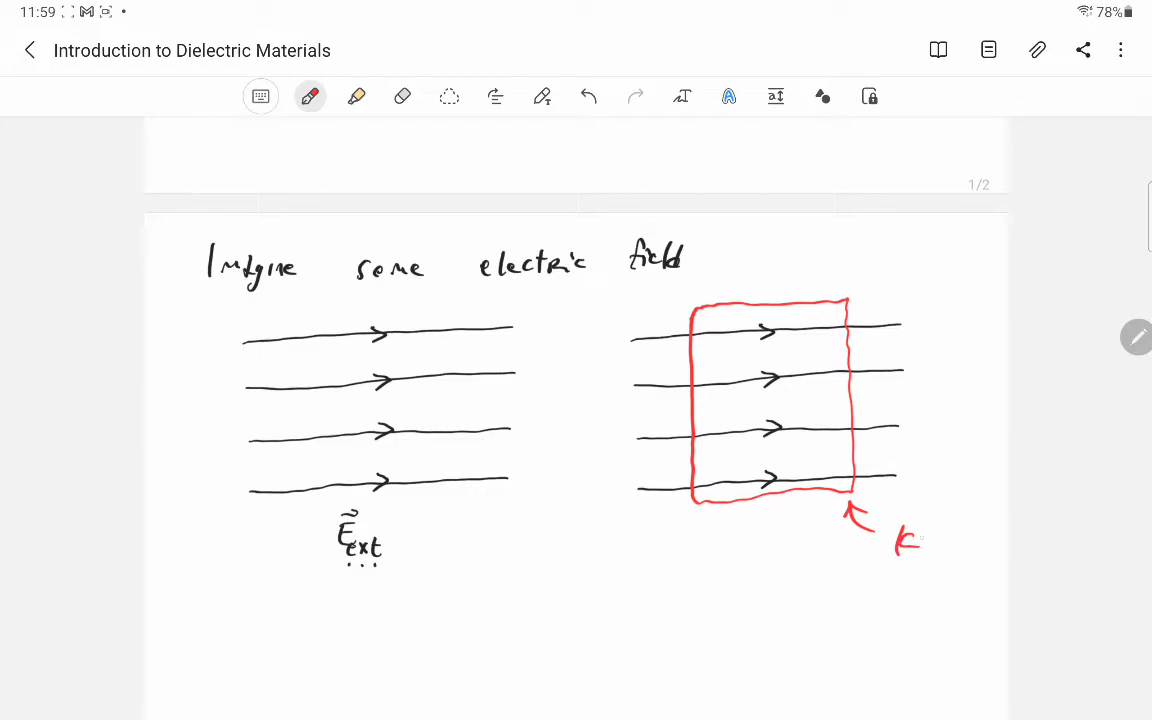 11:59 78%
Introduction to Dielectric Materials
1/2
Imagine some electric field
E ext
K